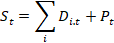 S_t = ∑_i D_{i.t} + P_t